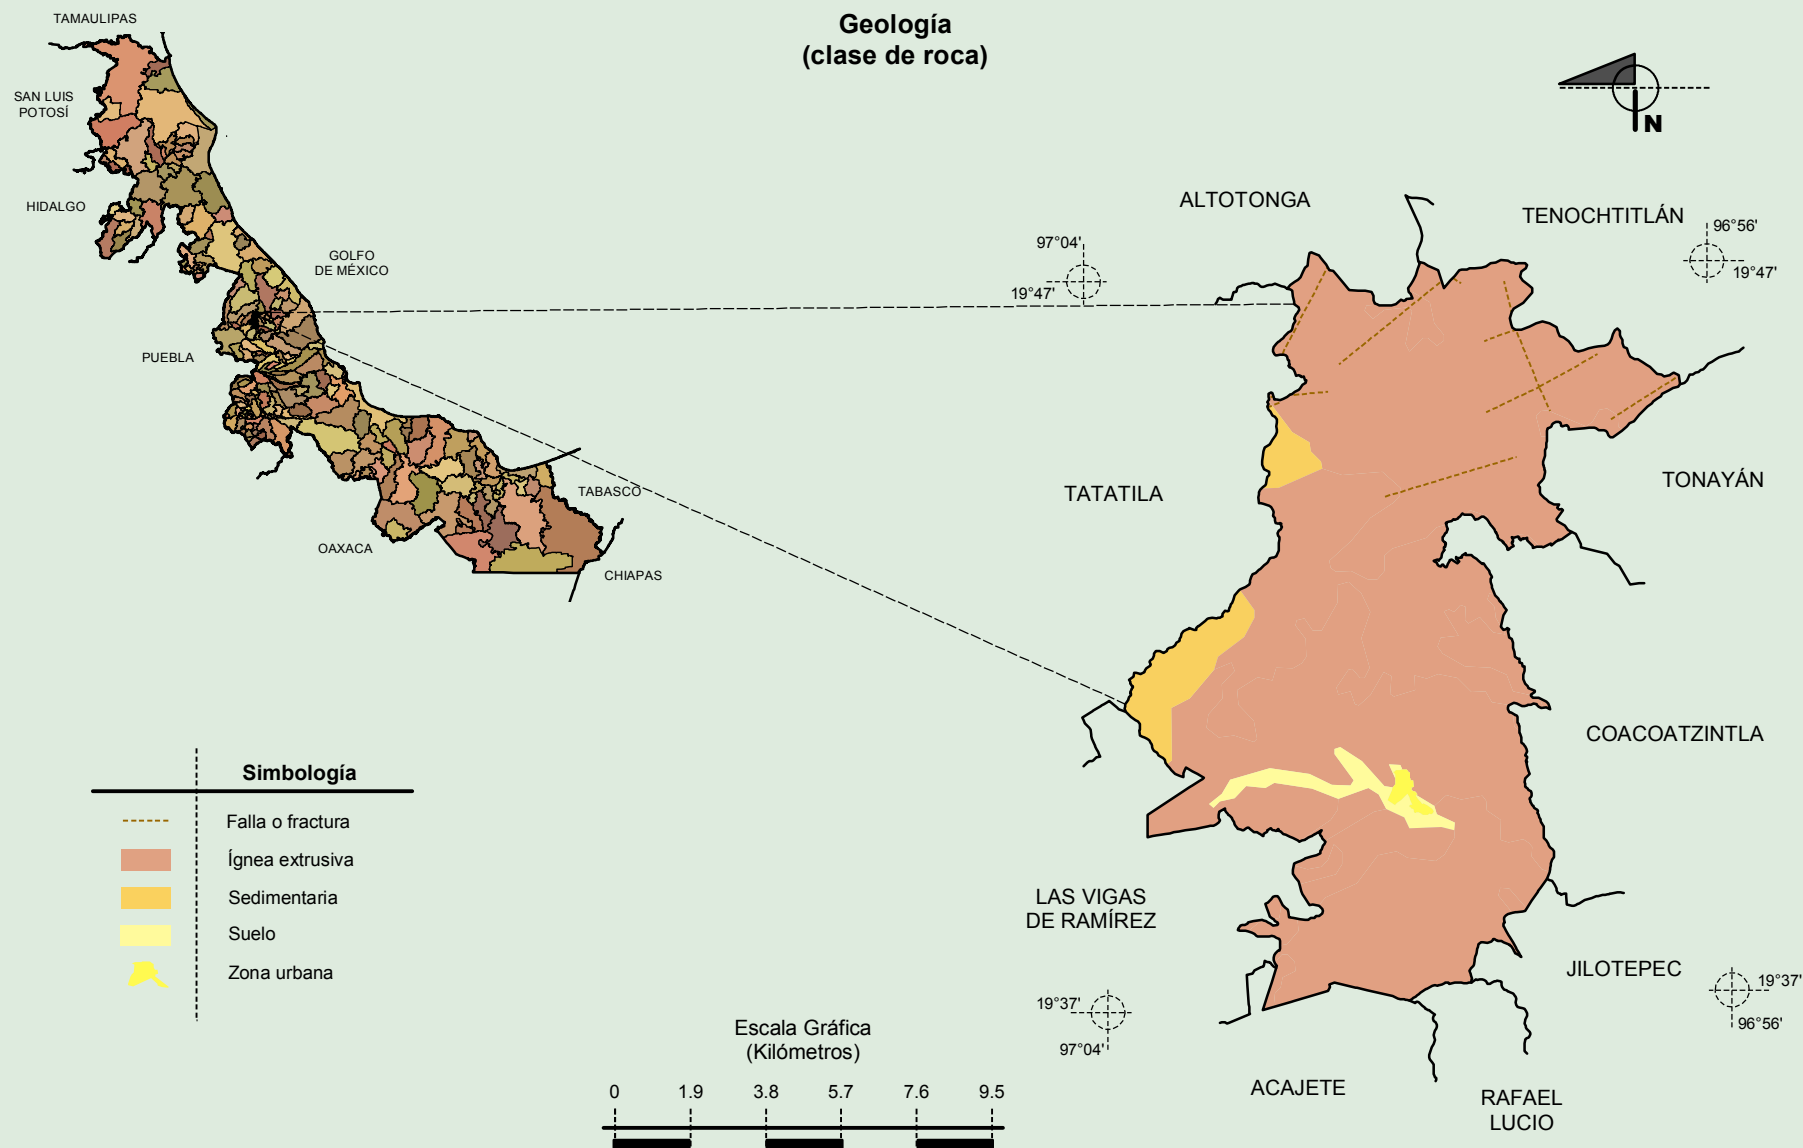 Geología
(clase de roca)
TAMAULIPAS
SAN LUIS
POTOSÍ
HIDALGO
GOLFO
DE MÉXICO
PUEBLA
TABASCO
OAXACA
CHIAPAS
N
ALTOTONGA
TENOCHTITLÁN
97°04'
19°47'
96°56'
19°47'
TATATILA
TONAYÁN
COACOATZINTLA
LAS VIGAS
DE RAMÍREZ
JILOTEPEC
19°37'
97°04'
19°37'
96°56'
ACAJETE
RAFAEL
LUCIO
Simbología
Falla o fractura
Ígnea extrusiva
Sedimentaria
Suelo
Zona urbana
Escala Gráfica
(Kilómetros)
0 1.9 3.8 5.7 7.6 9.5